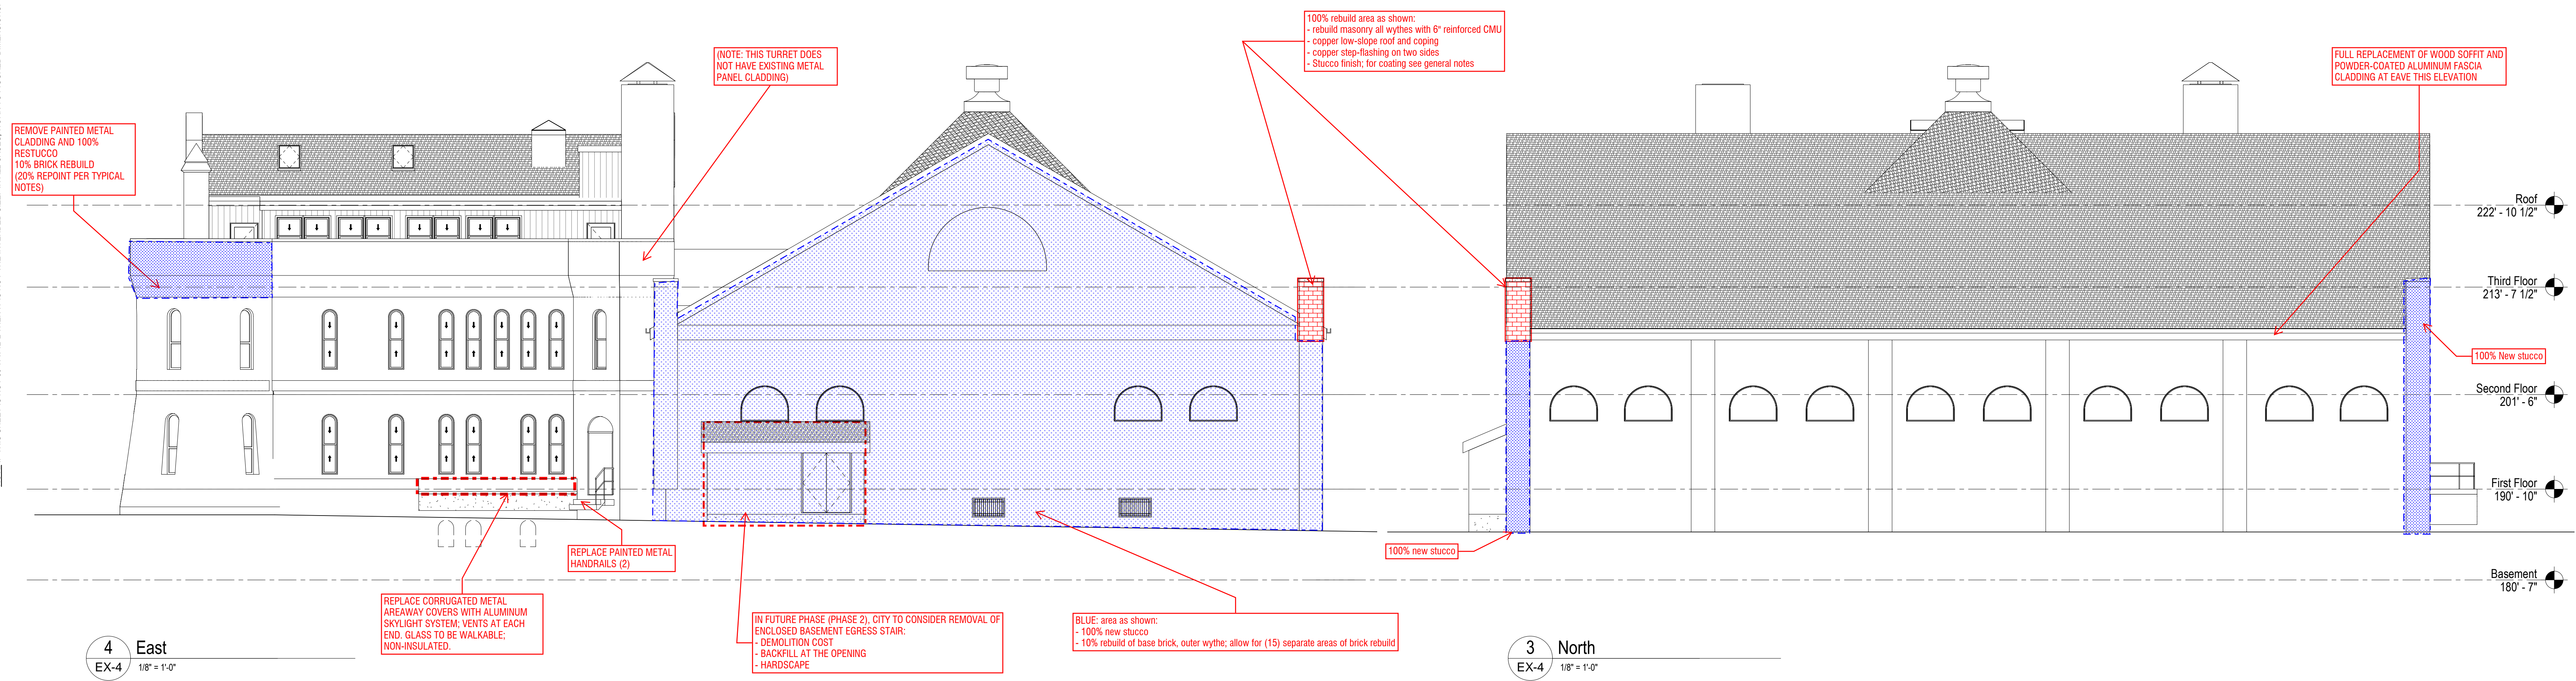 100% rebuild area as shown:
- rebuild masonry all wythes with 6" reinforced CMU
- copper low-slope roof and coping
- copper step-flashing on two sides
- Stucco finish; for coating see general notes
(NOTE: THIS TURRET DOES
NOT HAVE EXISTING METAL
PANEL CLADDING)
FULL REPLACEMENT OF WOOD SOFFIT AND
POWDER-COATED ALUMINUM FASCIA
CLADDING AT EAVE THIS ELEVATION
REMOVE PAINTED METAL
CLADDING AND 100%
RESTUCCO
10% BRICK REBUILD
(20% REPOINT PER TYPICAL
NOTES)
Roof
222' - 10 1/2"
Third Floor
213' - 7 1/2"
100% New stucco
Second Floor
201' - 6"
First Floor
190' - 10"
100% new stucco
REPLACE PAINTED METAL
HANDRAILS (2)
Basement
180' - 7"
REPLACE CORRUGATED METAL
AREAWAY COVERS WITH ALUMINUM
SKYLIGHT SYSTEM; VENTS AT EACH
END. GLASS TO BE WALKABLE;
NON-INSULATED.
IN FUTURE PHASE (PHASE 2), CITY TO CONSIDER REMOVAL OF
ENCLOSED BASEMENT EGRESS STAIR:
- DEMOLITION COST
- BACKFILL AT THE OPENING
- HARDSCAPE
BLUE: area as shown:
- 100% new stucco
- 10% rebuild of base brick, outer wythe; allow for (15) separate areas of brick rebuild
4
East
EX-4
1/8" = 1'-0"
3
North
EX-4
1/8" = 1'-0"